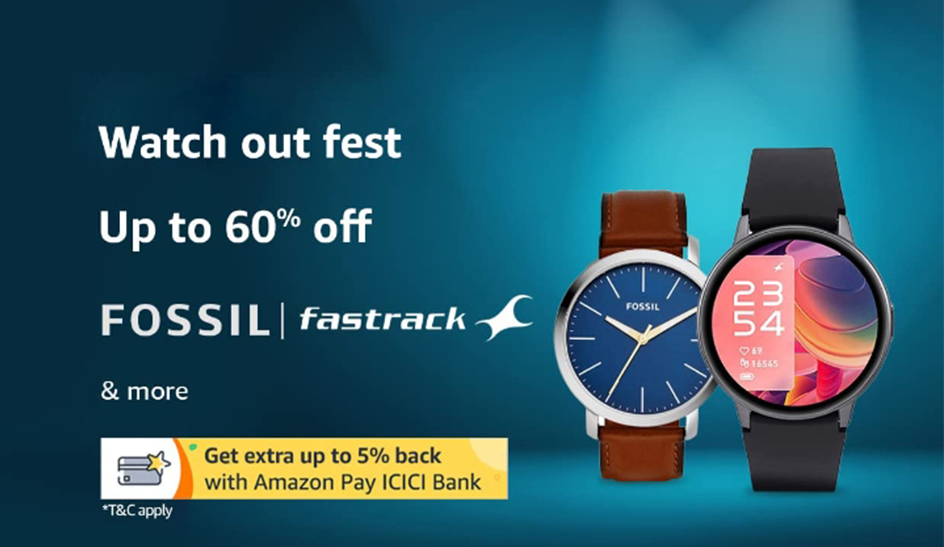 Watch out fest
Up to 60% off
FOSSIL | fastrack
& more
Get extra up to 5% back
with Amazon Pay ICICI Bank
*T&C apply
FOSSIL
23
54
69
16545